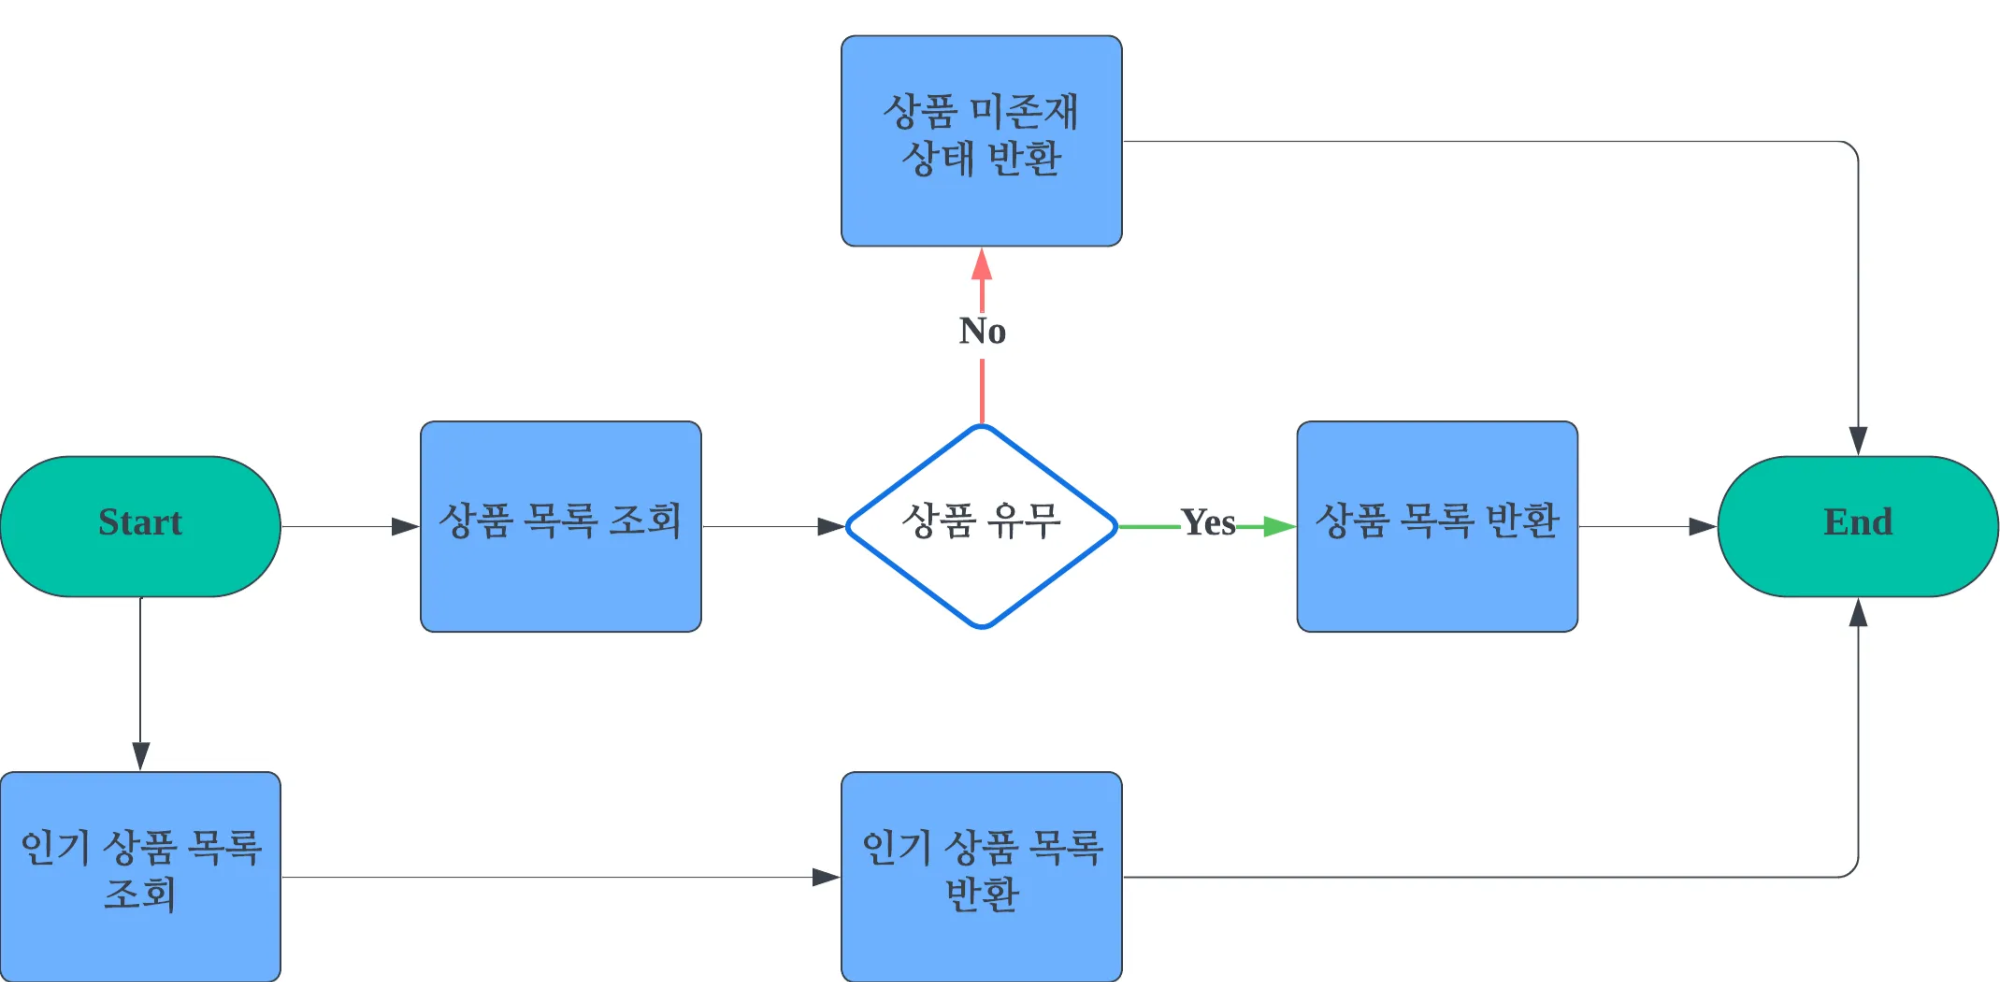 상품 미존재
상태 반환
No
Start
상품 목록 조회
상품 유무
Yes
상품 목록 반환
End
인기 상품 목록
조회
인기 상품 목록
반환